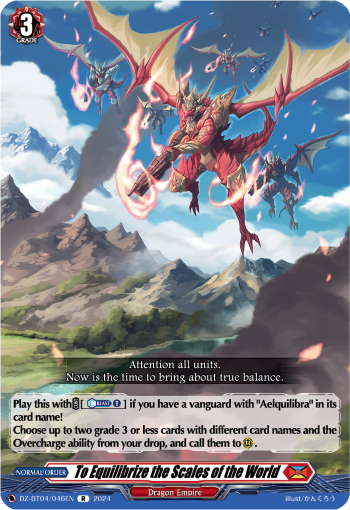 3
GRADE
Attention all units.
Now is the time to bring about true balance.
Play this with [ BLAST 1 ] if you have a vanguard with "Aelquilibra" in its
card name!
Choose up to two grade 3 or less cards with different card names and the
Overcharge ability from your drop, and call them to Ⓡ.
NORMAL ORDER To Equilibrize the Scales of the World
Dragon Empire
DZ-BT04/046EN R 2024 illust/かんくろう